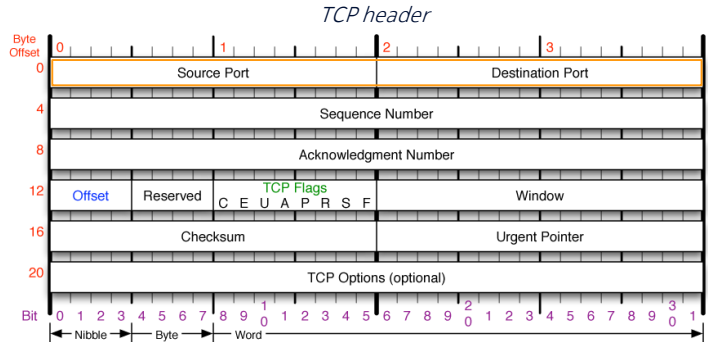 TCP header
Byte Offset 0 1 2 3
0 Source Port Destination Port
4 Sequence Number
8 Acknowledgment Number
12 Offset Reserved TCP Flags Window
C E U A P R S F
16 Checksum Urgent Pointer
20 TCP Options (optional)
Bit 0 1 2 3 4 5 6 7 8 9 10 1 2 3 4 5 6 7 8 9 20 1 2 3 4 5 6 7 8 9 30 1
Nibble Byte Word